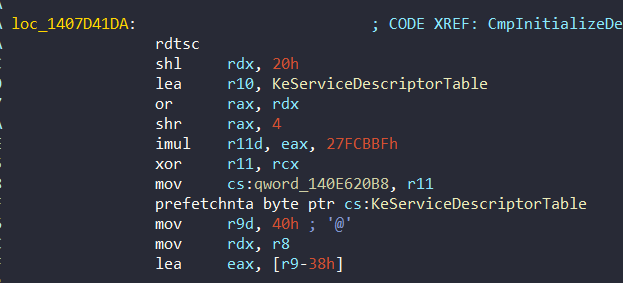 loc_1407D41DA: ; CODE XREF: CmpInitializeDe
rdtsc
shl rdx, 20h
lea r10, KeServiceDescriptorTable
or rax, rdx
shr rax, 4
imul r11d, eax, 27FCBBFh
xor r11, rcx
mov cs:qword_140E620B8, r11
prefetchnta byte ptr cs:KeServiceDescriptorTable
mov r9d, 40h ; '@'
mov rdx, r8
lea eax, [r9-38h]